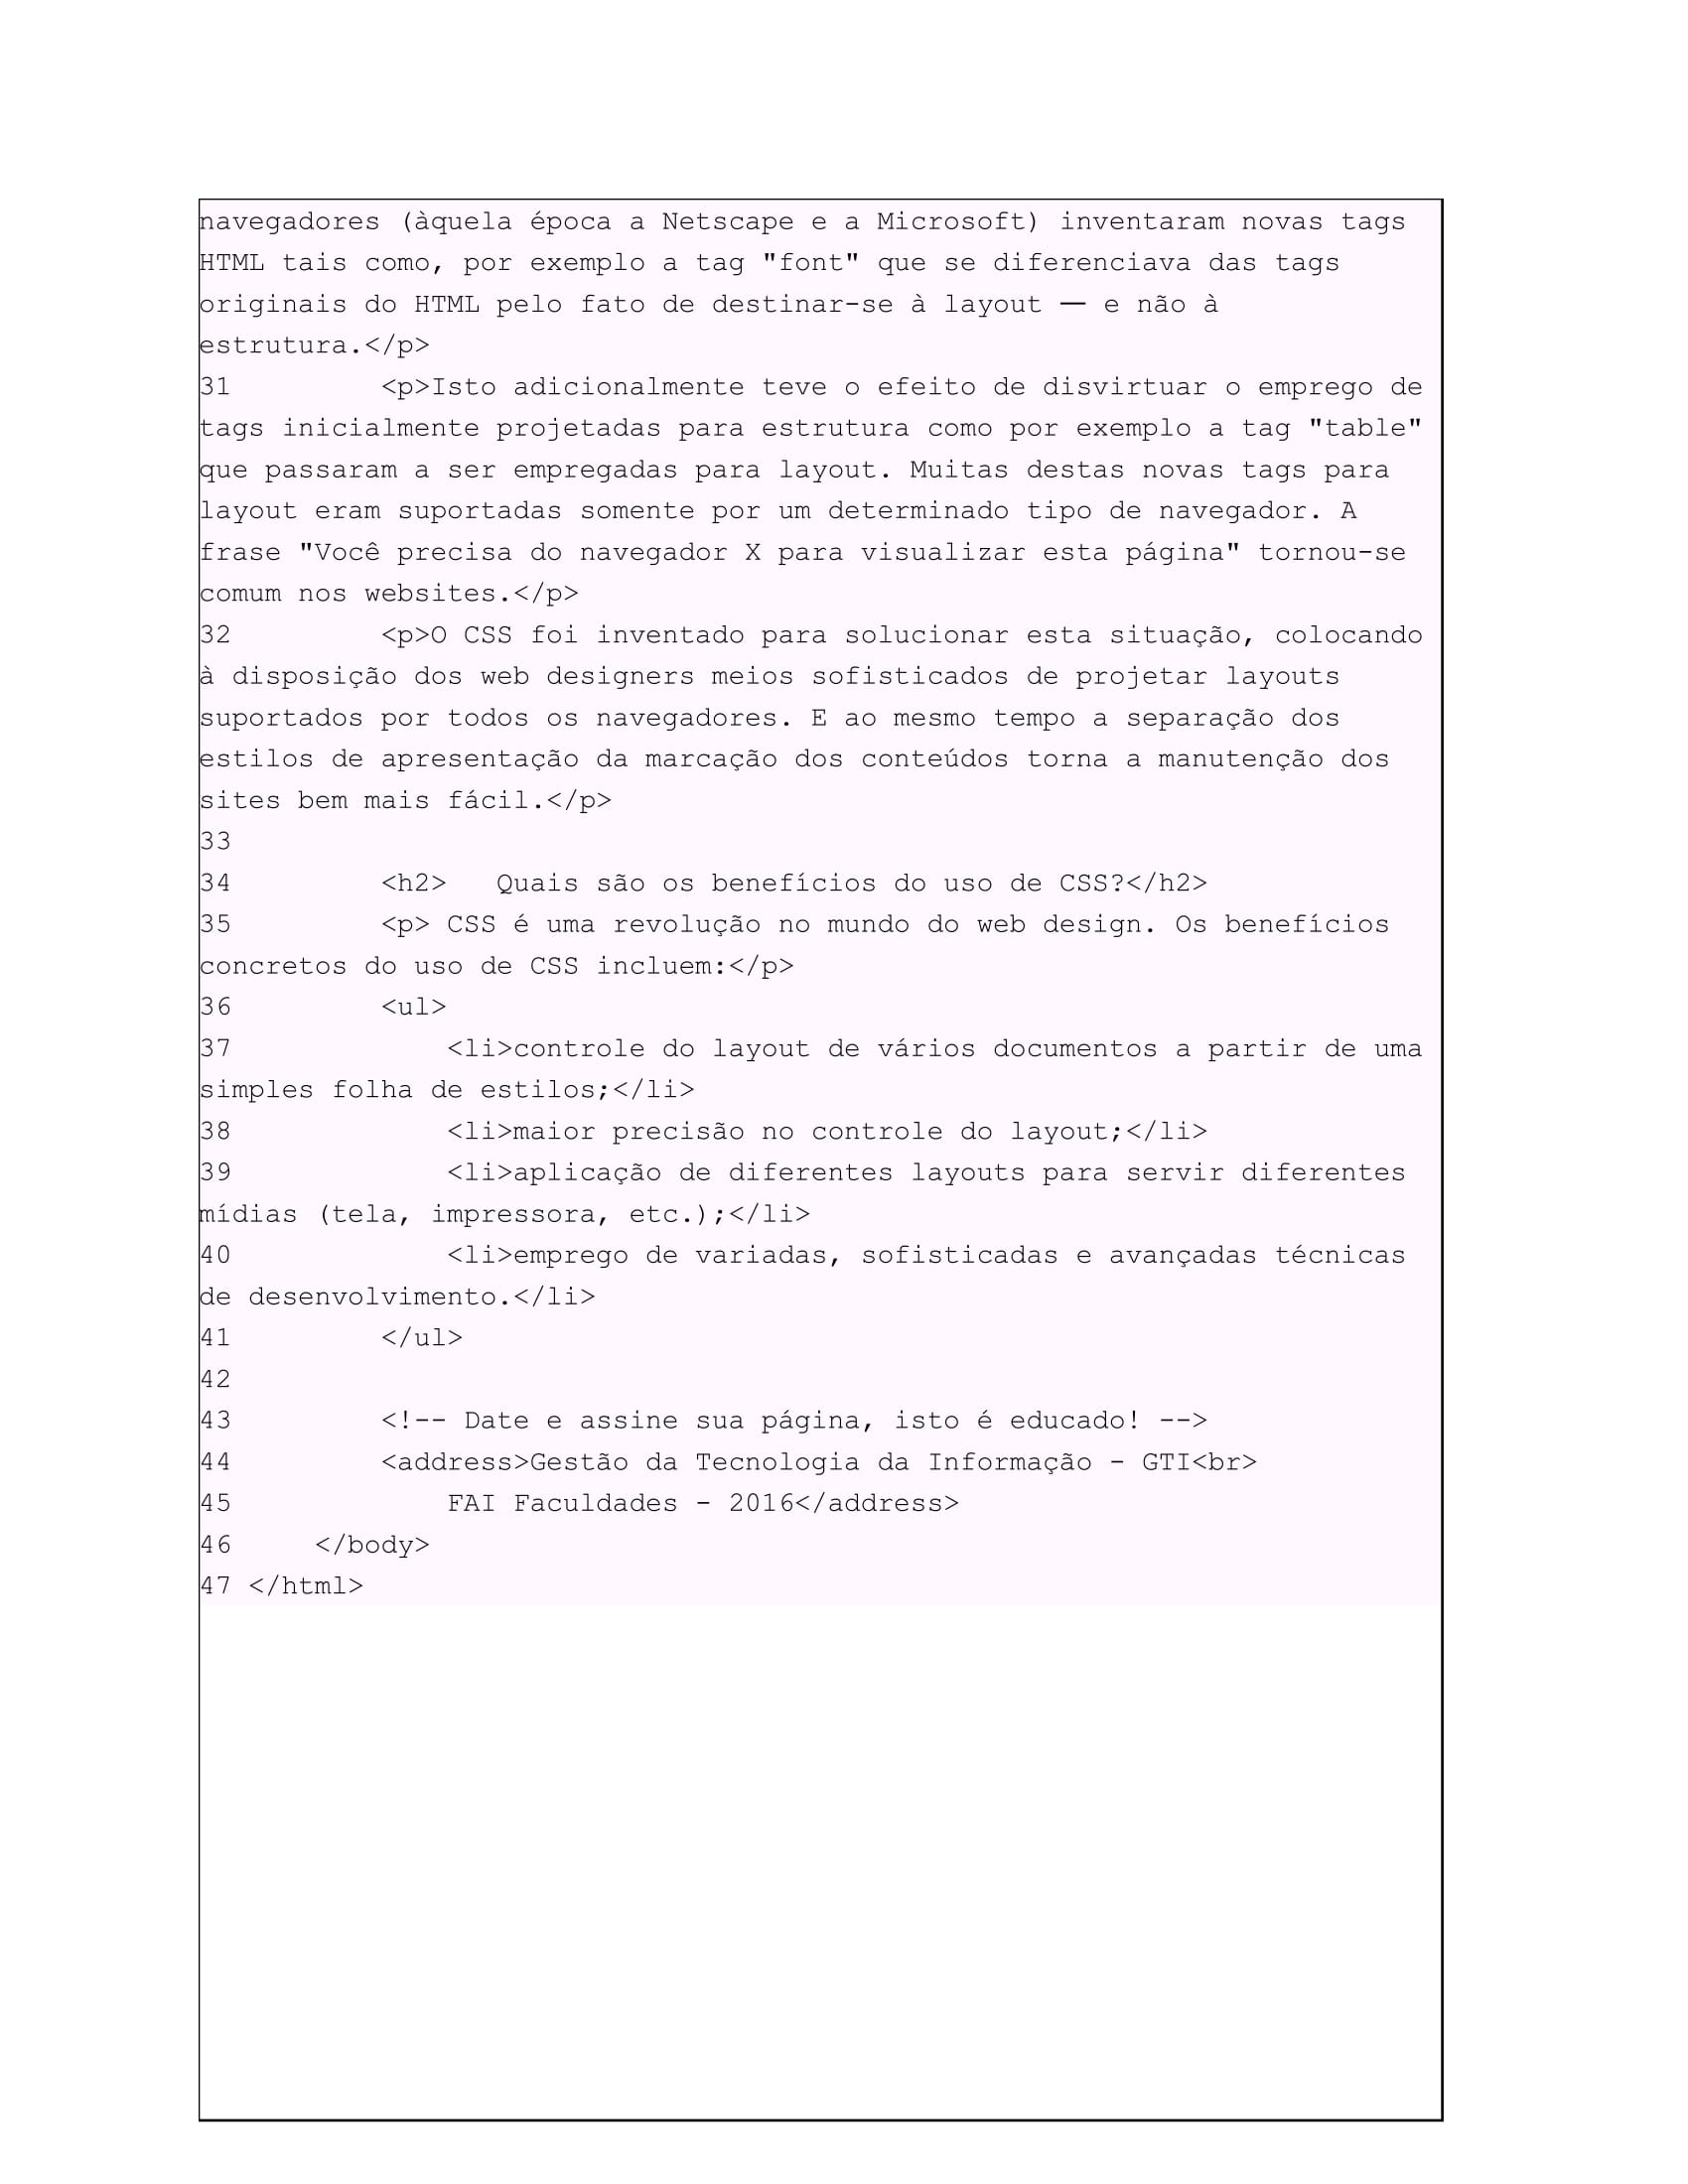 navegadores (àquela época a Netscape e a Microsoft) inventaram novas tags
HTML tais como, por exemplo a tag "font" que se diferenciava das tags
originais do HTML pelo fato de destinar-se à layout — e não à
estrutura.</p>
31         <p>Isto adicionalmente teve o efeito de disvirtuar o emprego de
tags inicialmente projetadas para estrutura como por exemplo a tag "table"
que passaram a ser empregadas para layout. Muitas destas novas tags para
layout eram suportadas somente por um determinado tipo de navegador. A
frase "Você precisa do navegador X para visualizar esta página" tornou-se
comum nos websites.</p>
32         <p>O CSS foi inventado para solucionar esta situação, colocando
à disposição dos web designers meios sofisticados de projetar layouts
suportados por todos os navegadores. E ao mesmo tempo a separação dos
estilos de apresentação da marcação dos conteúdos torna a manutenção dos
sites bem mais fácil.</p>
33
34         <h2>   Quais são os benefícios do uso de CSS?</h2>
35         <p> CSS é uma revolução no mundo do web design. Os benefícios
concretos do uso de CSS incluem:</p>
36         <ul>
37             <li>controle do layout de vários documentos a partir de uma
simples folha de estilos;</li>
38             <li>maior precisão no controle do layout;</li>
39             <li>aplicação de diferentes layouts para servir diferentes
mídias (tela, impressora, etc.);</li>
40             <li>emprego de variadas, sofisticadas e avançadas técnicas
de desenvolvimento.</li>
41         </ul>
42
43         <!-- Date e assine sua página, isto é educado! -->
44         <address>Gestão da Tecnologia da Informação - GTI<br>
45             FAI Faculdades - 2016</address>
46     </body>
47 </html>